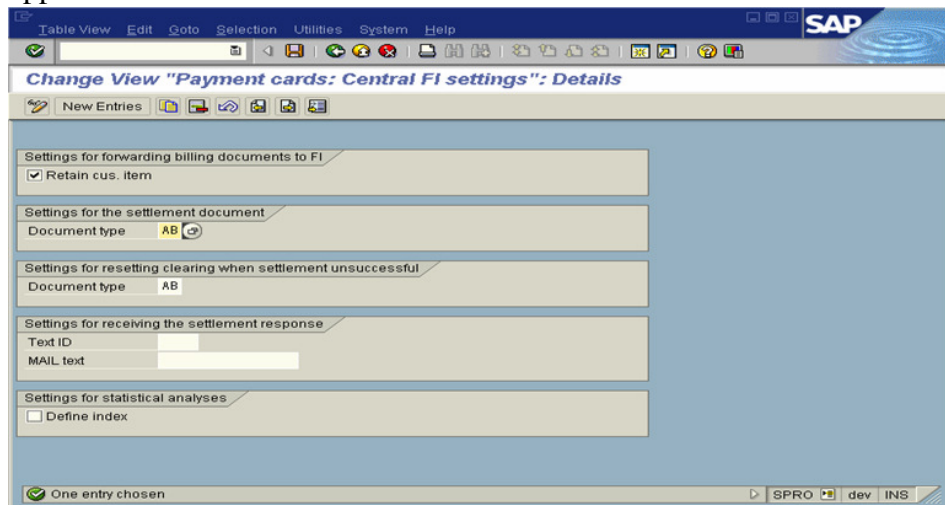 Table View Edit Goto Selection Utilities System Help
SAP
Change View "Payment cards: Central FI settings": Details
New Entries
Settings for forwarding billing documents to FI
Retain cus. item
Settings for the settlement document
Document type AB
Settings for resetting clearing when settlement unsuccessful
Document type AB
Settings for receiving the settlement response
Text ID
MAIL text
Settings for statistical analyses
Define index
One entry chosen SPRO dev INS